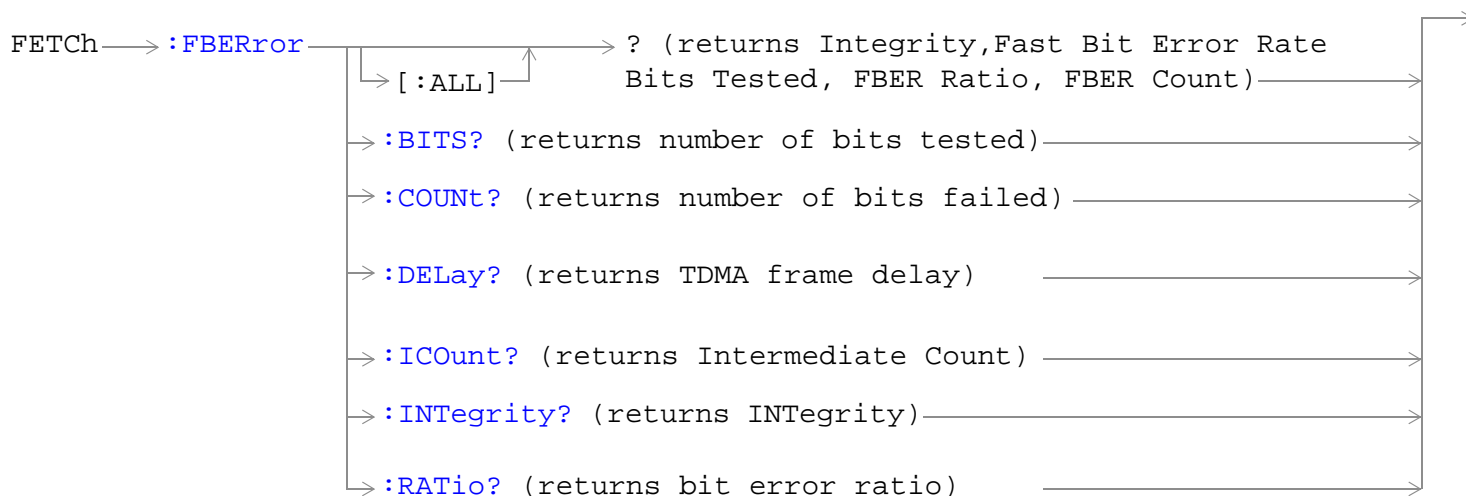 FETCh :FBERror ? (returns Integrity,Fast Bit Error Rate
[:ALL] Bits Tested, FBER Ratio, FBER Count)
:BITS? (returns number of bits tested)
:COUNt? (returns number of bits failed)
:DELay? (returns TDMA frame delay)
:ICOunt? (returns Intermediate Count)
:INTegrity? (returns INTegrity)
:RATio? (returns bit error ratio)